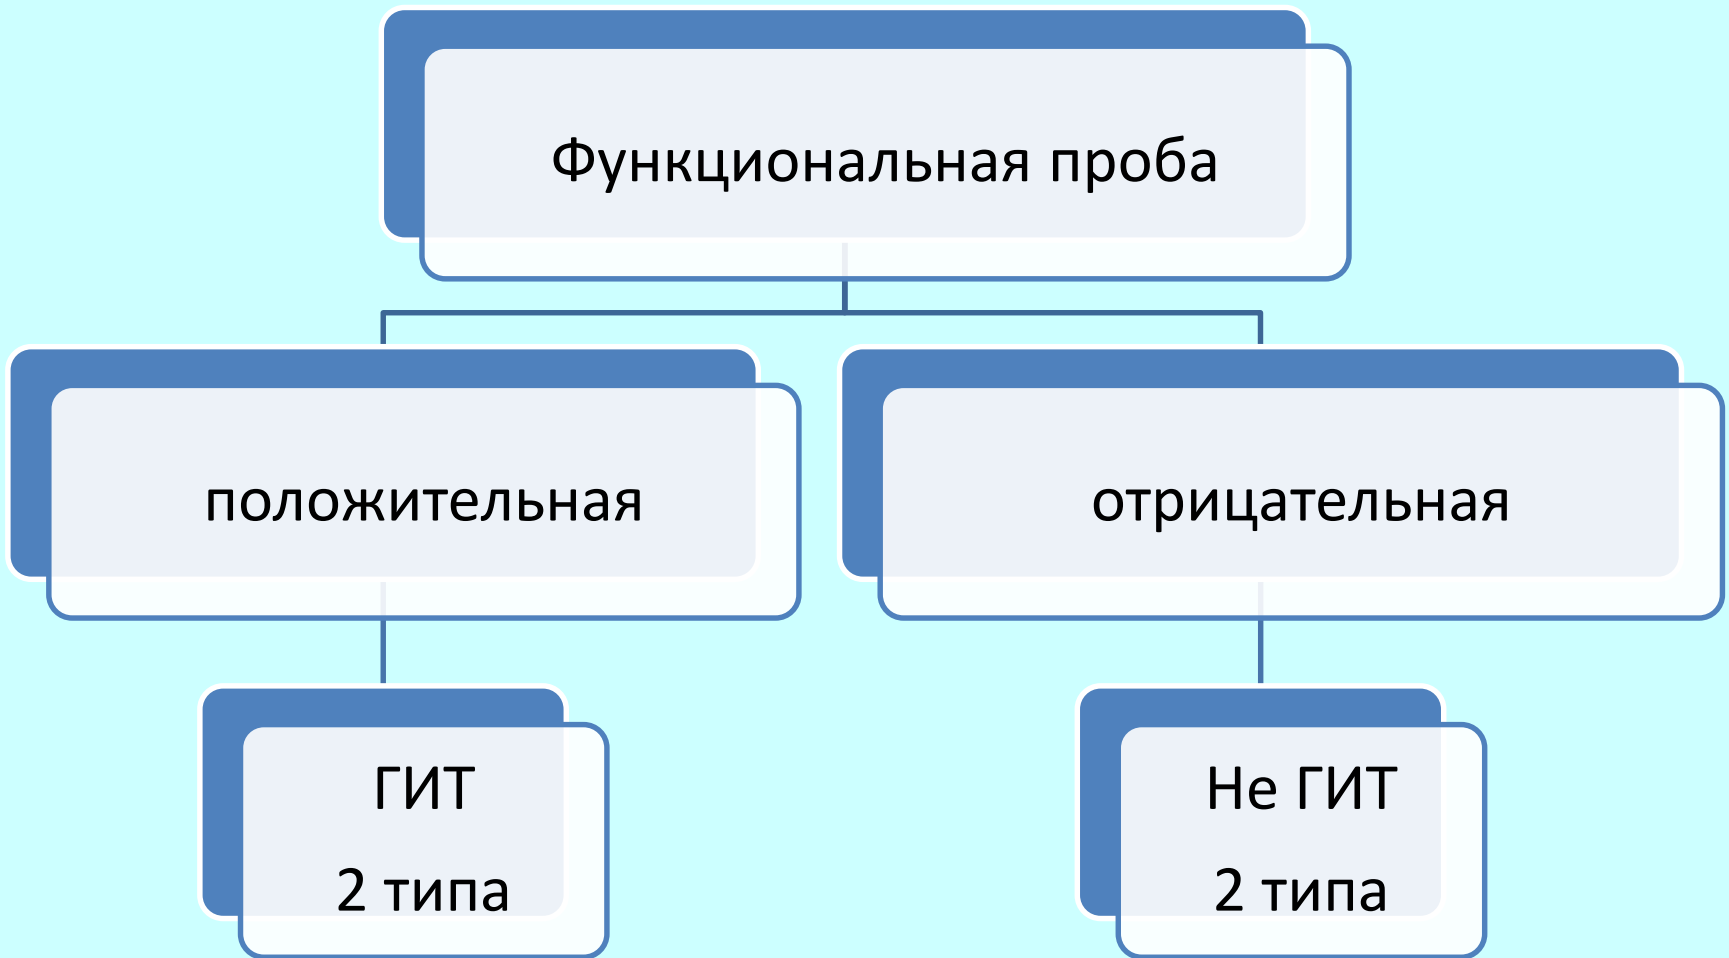 Функциональная проба
положительная
отрицательная
ГИТ
2 типа
Не ГИТ
2 типа